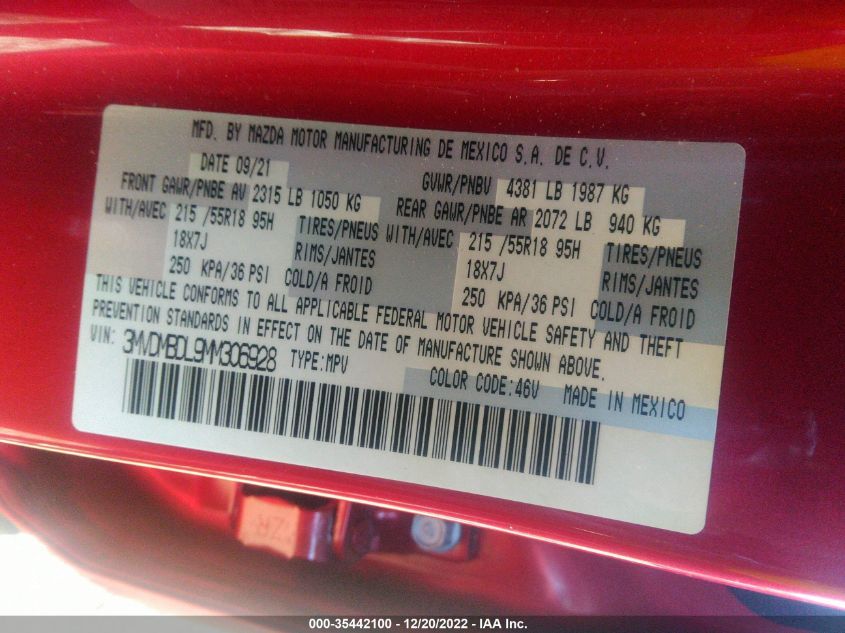 MFD. BY MAZDA MOTOR MANUFACTURING DE MEXICO S.A. DE C.V.
DATE 09/21 GVWR/PNBV 4381 LB 1987 KG
FRONT GAWR/PNBE AV 2315 LB 1050 KG REAR GAWR/PNBE AR 2072 LB 940 KG
WITH/AVEC 215 /55R18 95H TIRES/PNEUS WITH/AVEC 215 /55R18 95H TIRES/PNEUS
18X7J RIMS/JANTES 18X7J RIMS/JANTES
250 KPA/36 PSI COLD/A FROID 250 KPA/36 PSI COLD/A FROID
THIS VEHICLE CONFORMS TO ALL APPLICABLE FEDERAL MOTOR VEHICLE SAFETY AND THEFT
PREVENTION STANDARDS IN EFFECT ON THE DATE OF MANUFACTURE SHOWN ABOVE.
VIN: 3MVDMBDL9MM306928 TYPE:MPV
COLOR CODE:46V MADE IN MEXICO
000-35442100 - 12/20/2022 - IAA Inc.